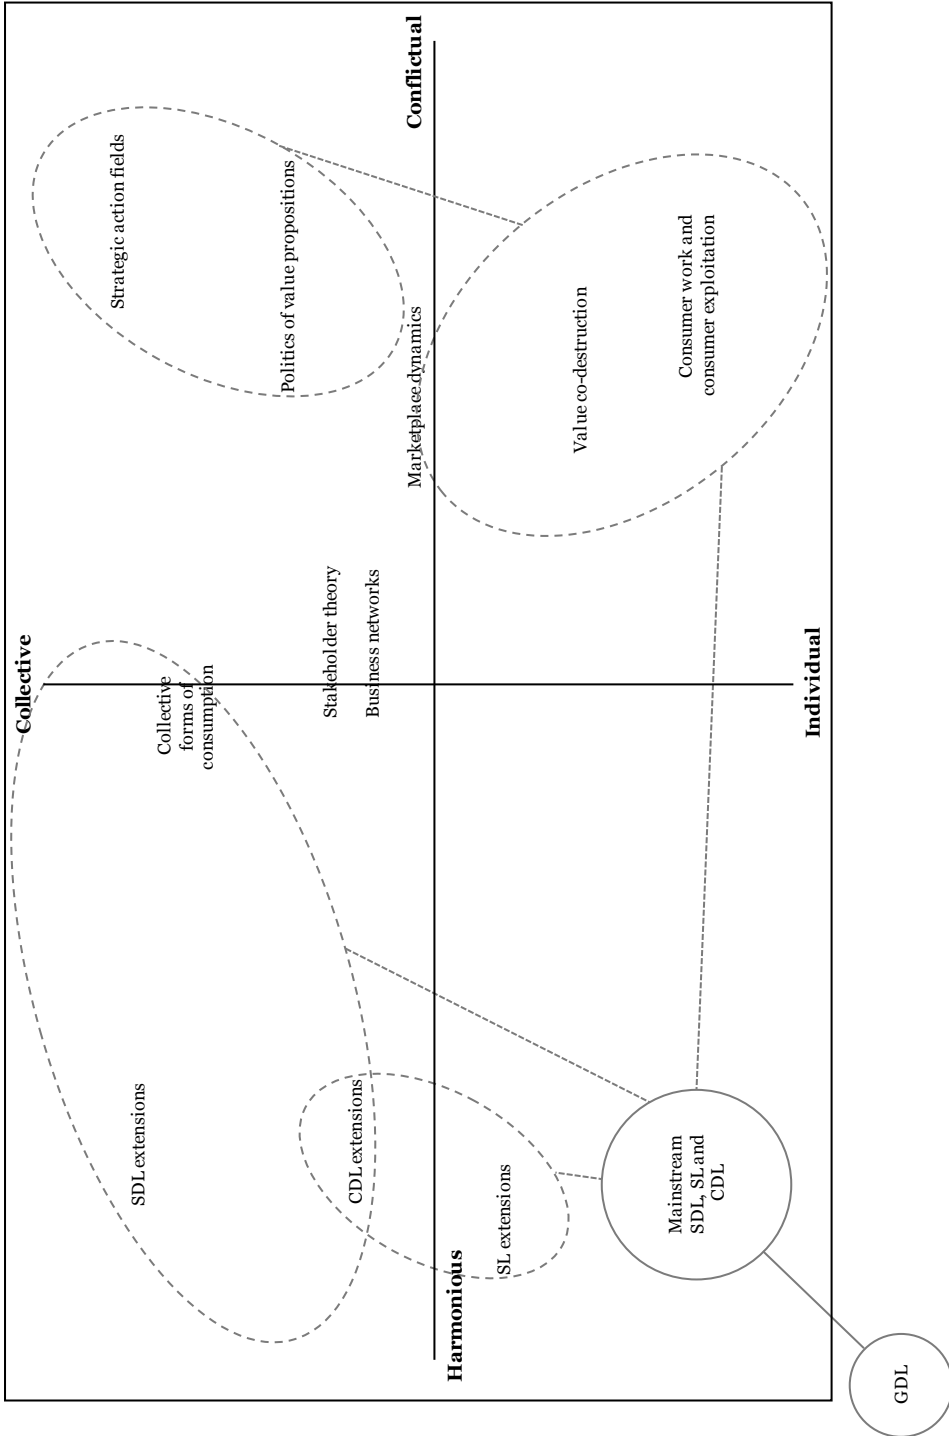 Collective
Strategic action fields
SDL extensions
Collective
forms of
consumption
Politics of value propositions
Stakeholder theory
CDL extensions
Business networks
Marketplace dynamics
Conflictual
Harmonious
SL extensions
Value co-destruction
Consumer work and
consumer exploitation
Mainstream
SDL, SL and
CDL
Individual
GDL